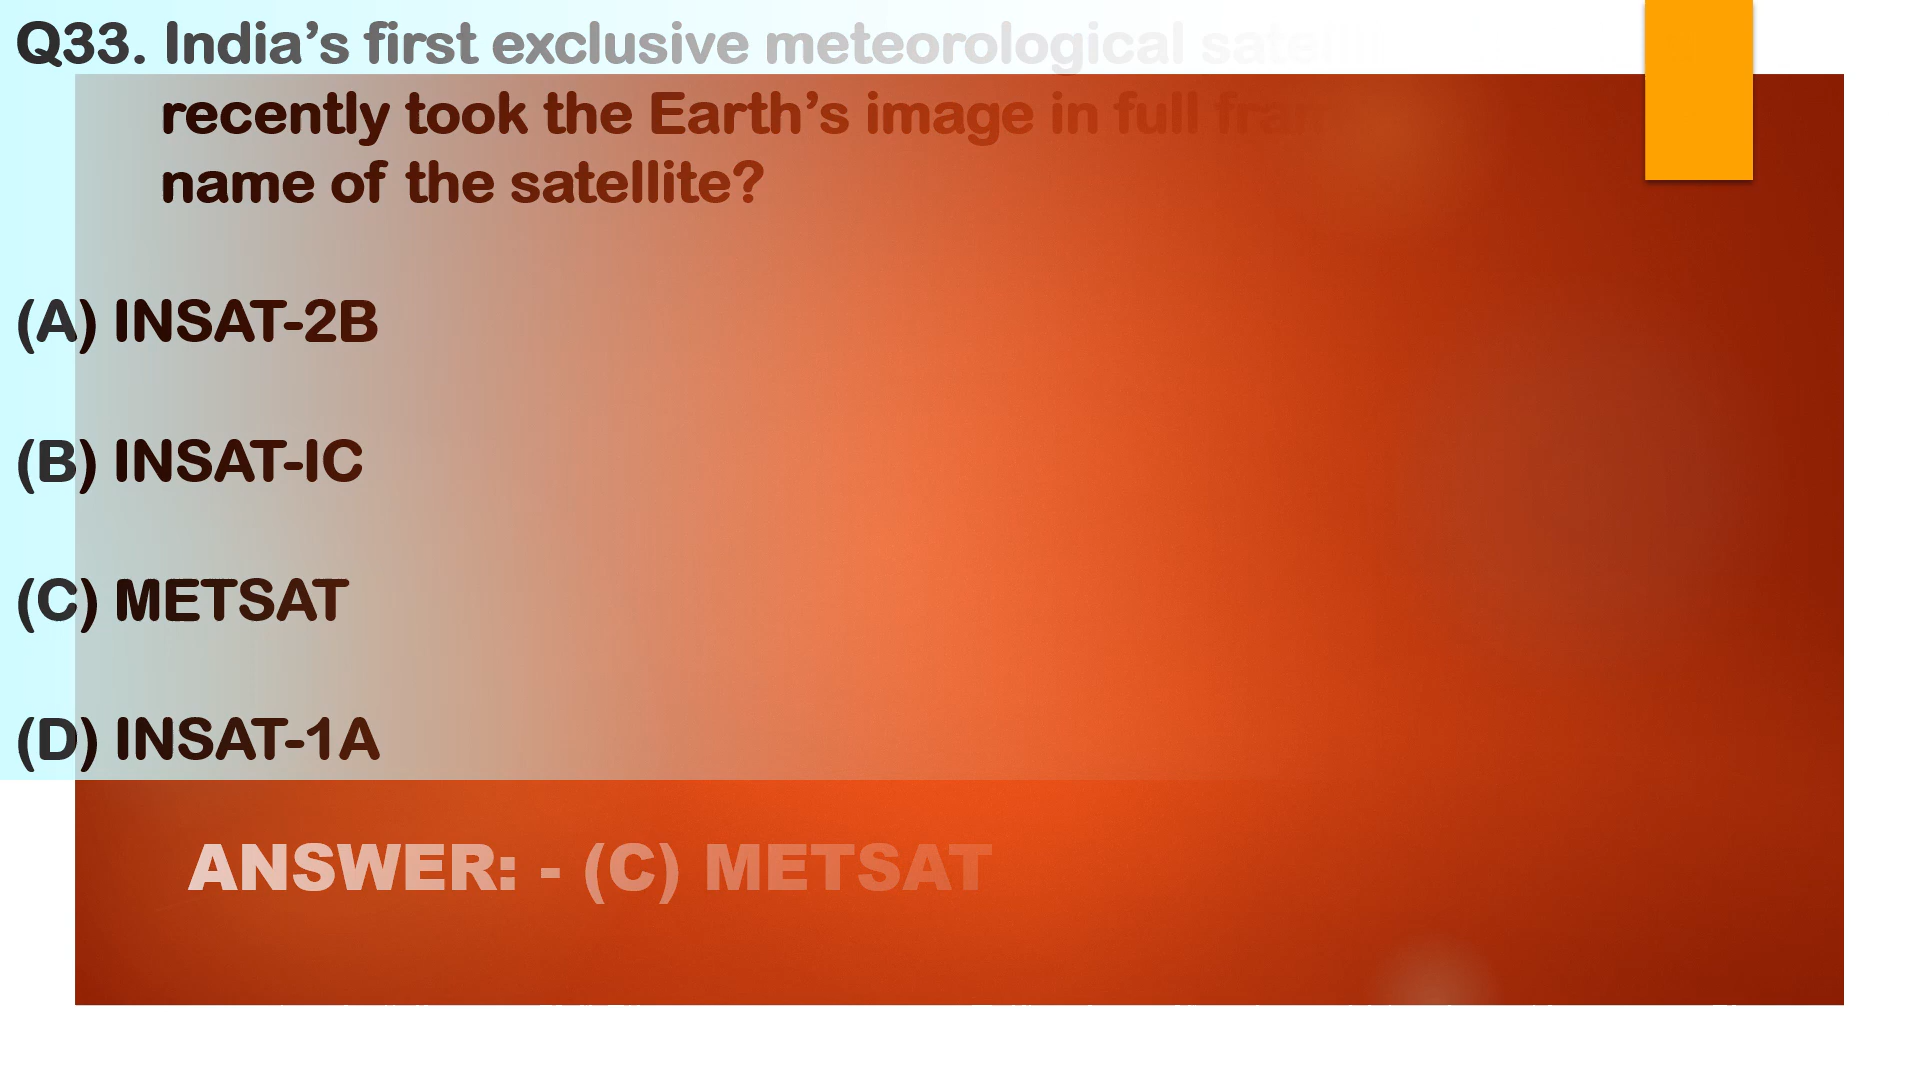 Q33. India’s first exclusive meteorological
recently took the Earth’s image in full
name of the satellite?
(A) INSAT-2B
(B) INSAT-IC
(C) METSAT
(D) INSAT-1A
ANSWER: - (C) METSAT